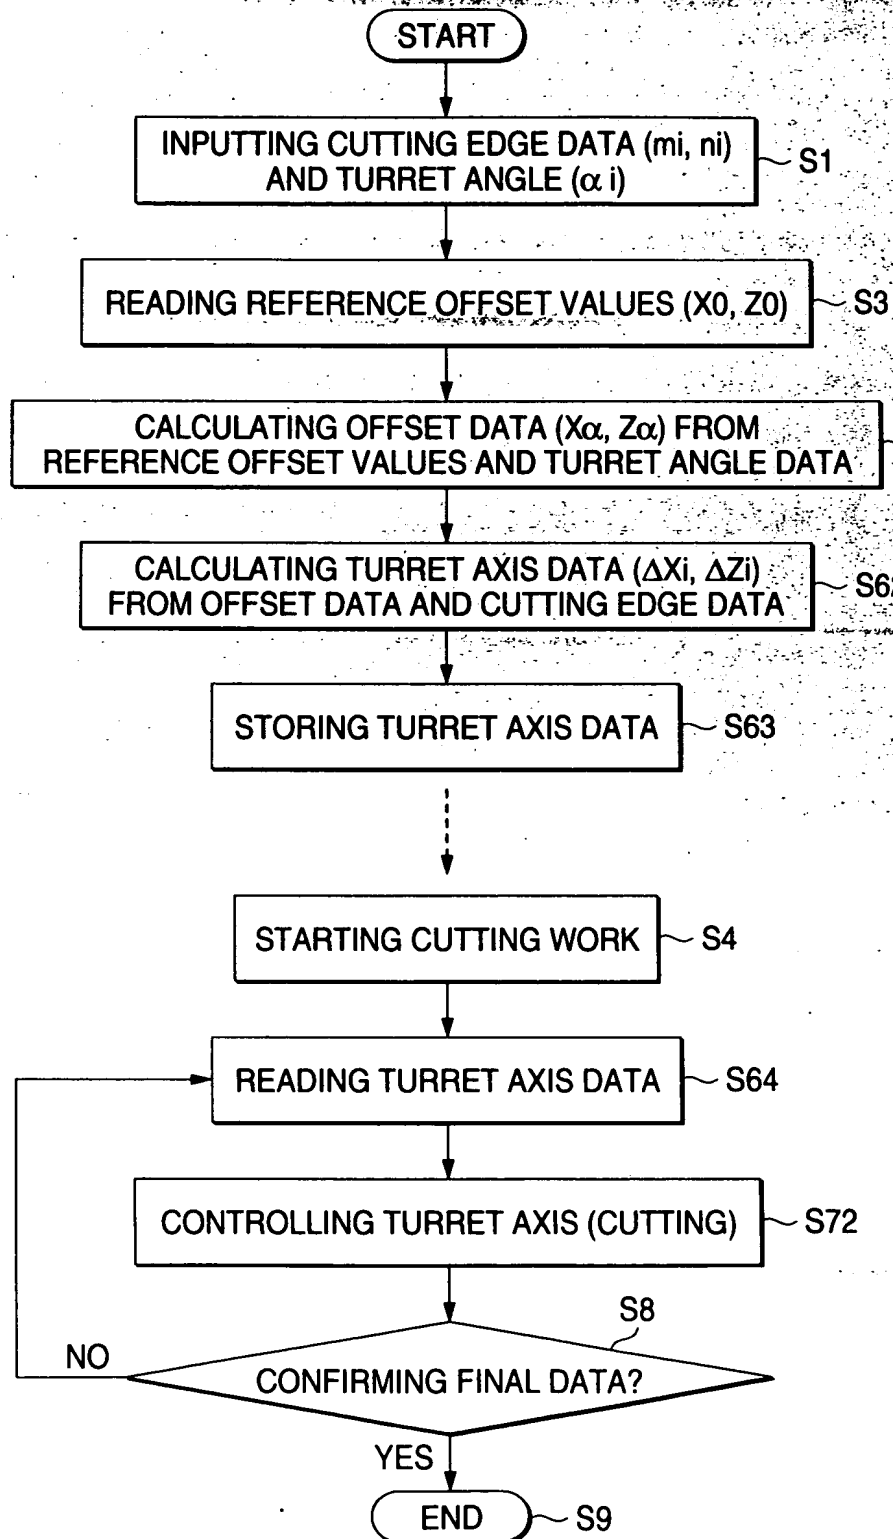 START
INPUTTING CUTTING EDGE DATA (mi, ni)
AND TURRET ANGLE (α i)
S1
READING REFERENCE OFFSET VALUES (X0, Z0)
S3
CALCULATING OFFSET DATA (Xα, Zα) FROM
REFERENCE OFFSET VALUES AND TURRET ANGLE DATA
CALCULATING TURRET AXIS DATA (ΔXi, ΔZi)
FROM OFFSET DATA AND CUTTING EDGE DATA
S62
STORING TURRET AXIS DATA
S63
STARTING CUTTING WORK
S4
READING TURRET AXIS DATA
S64
CONTROLLING TURRET AXIS (CUTTING)
S72
S8
NO
CONFIRMING FINAL DATA?
YES
END
S9